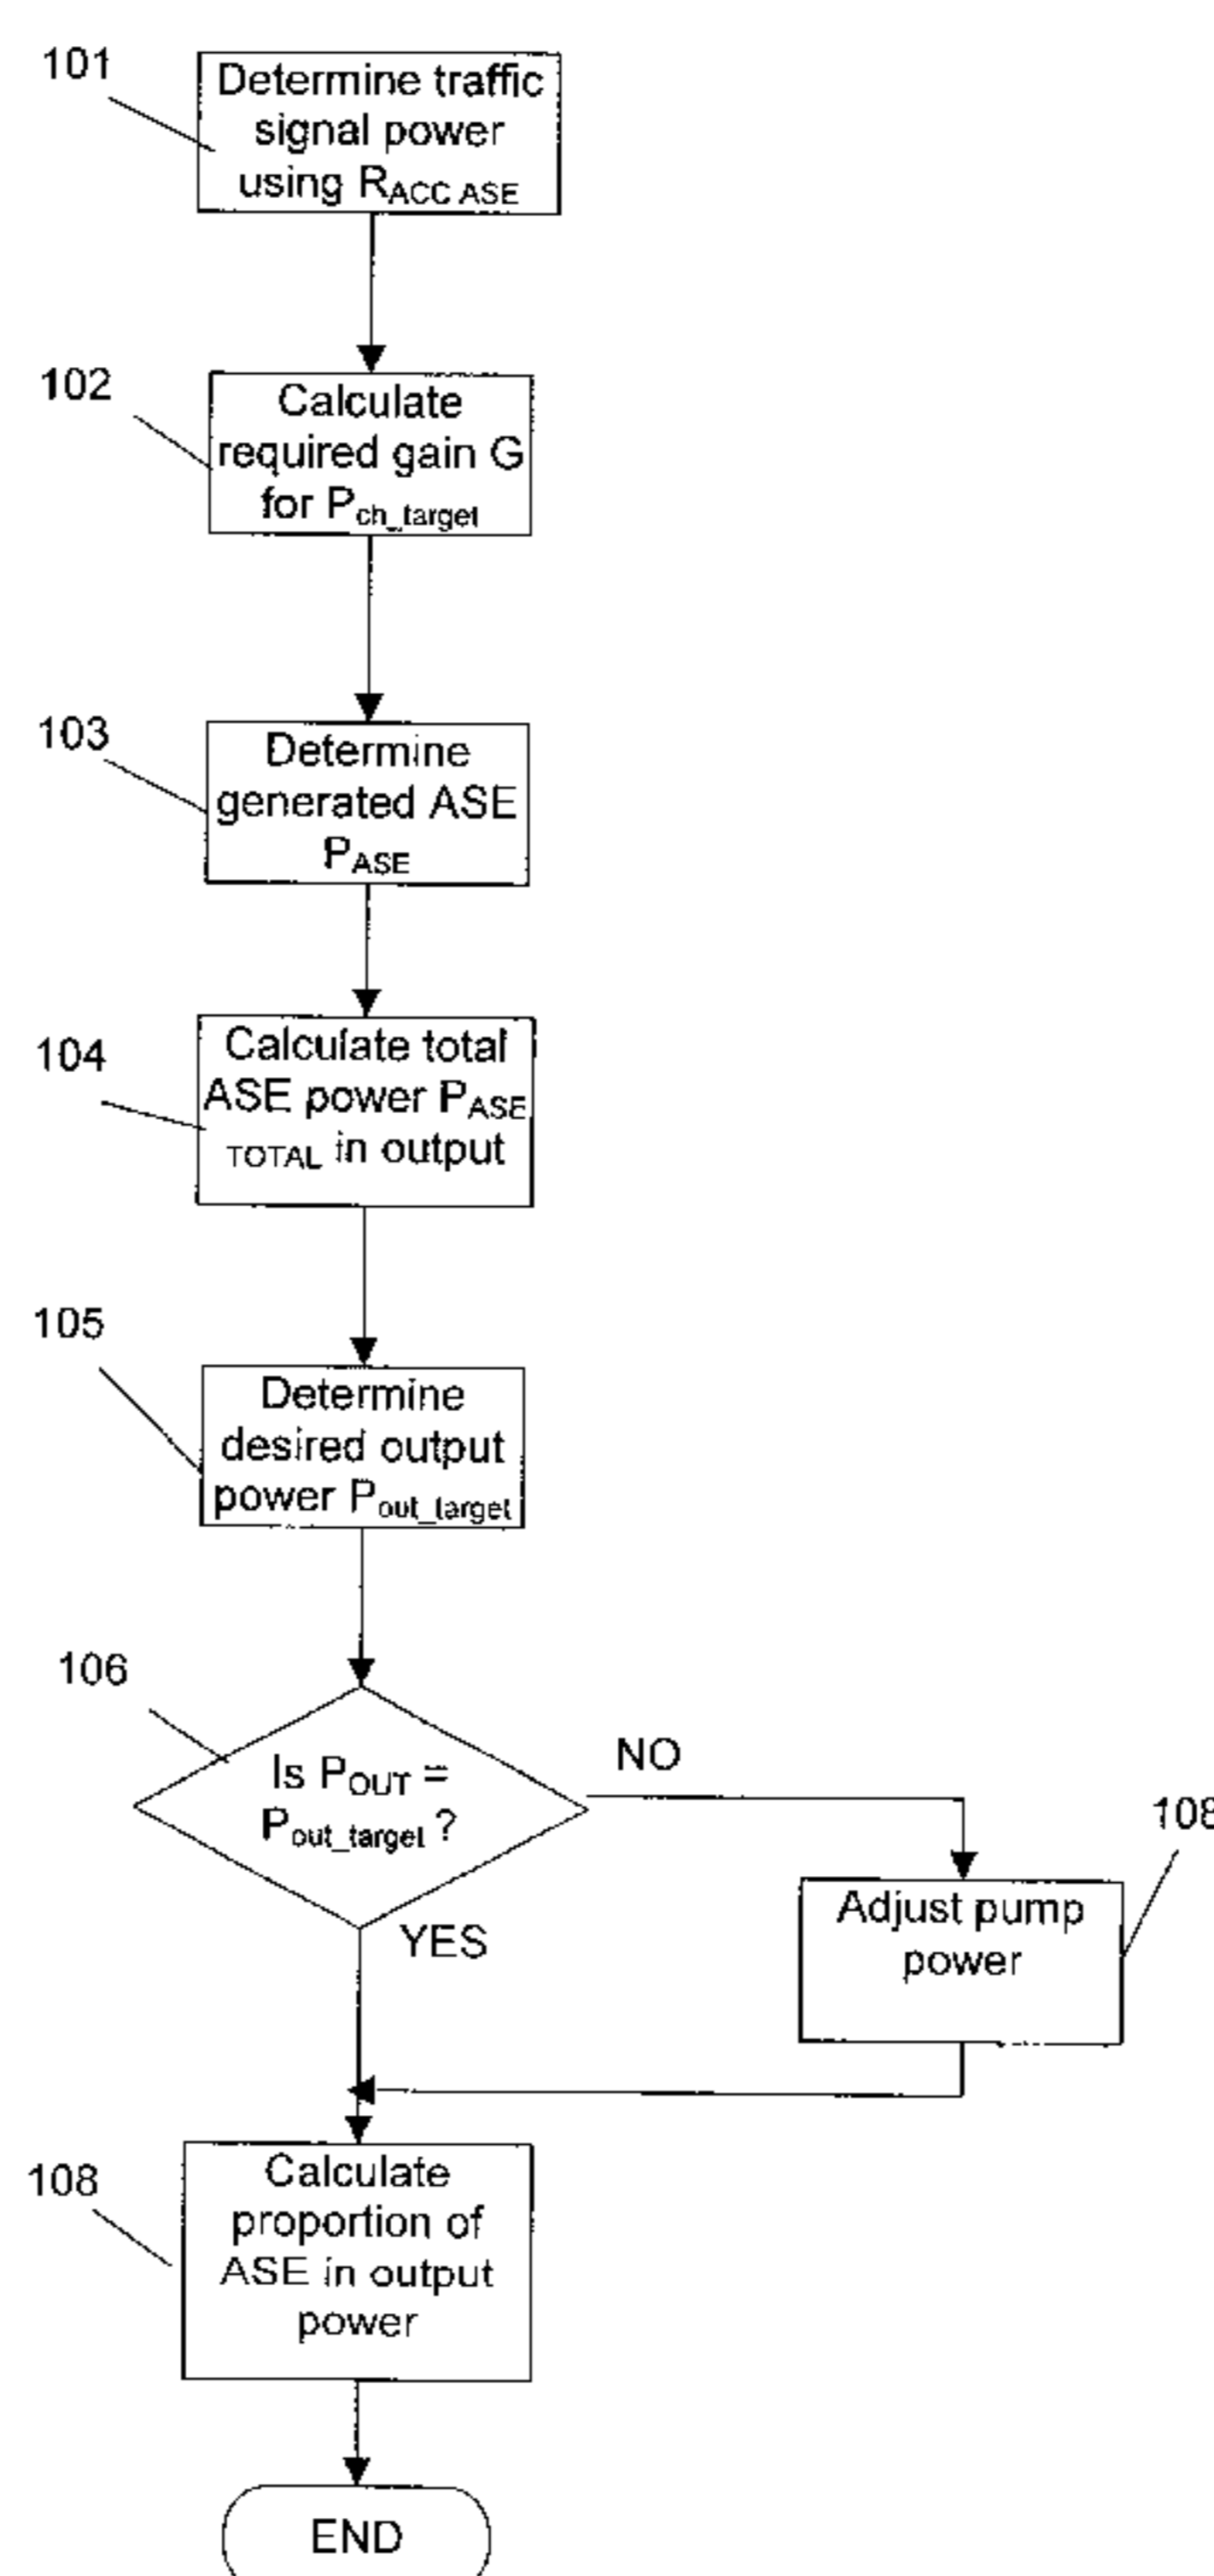 101
Determine traffic
signal power
using RACC ASE
102
Calculate
required gain G
for Pch_target
103
Determine
generated ASE
PASE
104
Calculate total
ASE power PASE
TOTAL in output
105
Determine
desired output
power Pout_target
106
Is POUT =
Pout_target ?
NO
YES
108
Adjust pump
power
108
Calculate
proportion of
ASE in output
power
END